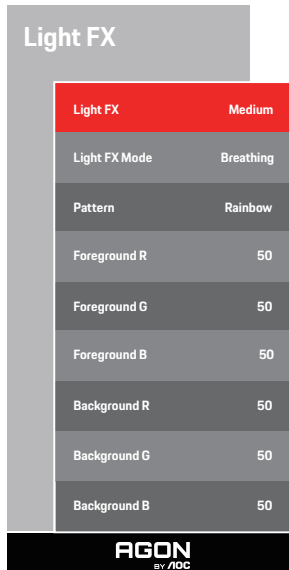 Light FX
Light FX Medium
Light FX Mode Breathing
Pattern Rainbow
Foreground R 50
Foreground G 50
Foreground B 50
Background R 50
Background G 50
Background B 50
AGON
BY AOC